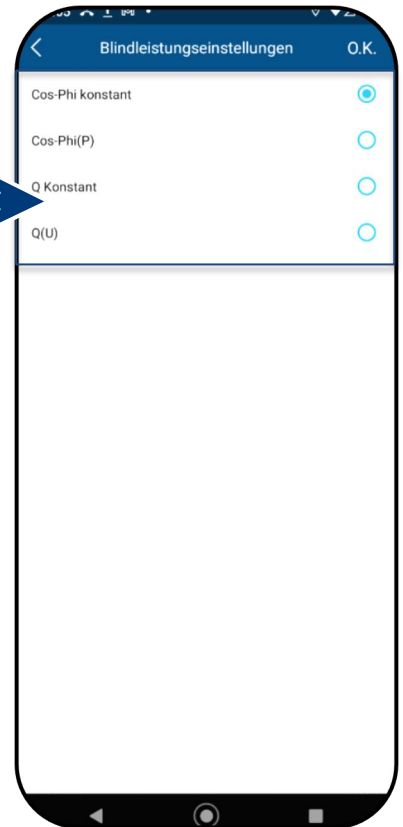 Blindleistungseinstellungen O.K.
Cos-Phi konstant
Cos-Phi(P)
Q Konstant
Q(U)